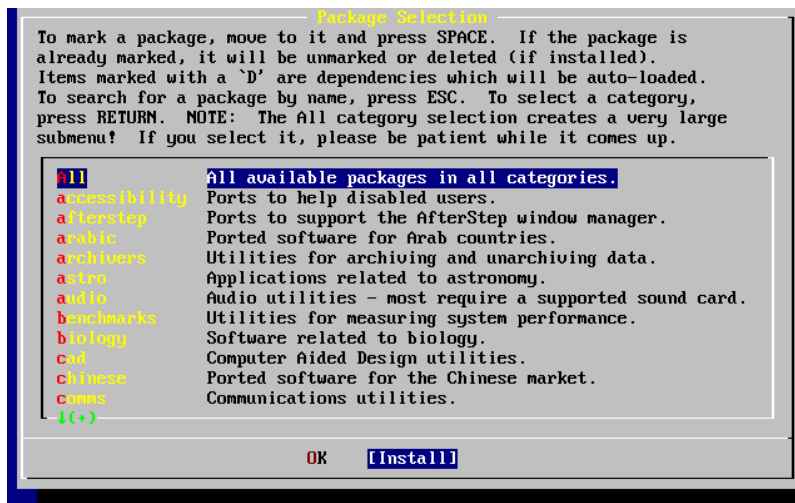 Package Selection
To mark a package, move to it and press SPACE.  If the package is
already marked, it will be unmarked or deleted (if installed).
Items marked with a `D' are dependencies which will be auto-loaded.
To search for a package by name, press ESC.  To select a category,
press RETURN.  NOTE:  The All category selection creates a very large
submenu!  If you select it, please be patient while it comes up.
All All available packages in all categories.
accessibility Ports to help disabled users.
afterstep Ports to support the AfterStep window manager.
arabic Ported software for Arab countries.
archivers Utilities for archiving and unarchiving data.
astro Applications related to astronomy.
audio Audio utilities - most require a supported sound card.
benchmarks Utilities for measuring system performance.
biology Software related to biology.
cad Computer Aided Design utilities.
chinese Ported software for the Chinese market.
comms Communications utilities.
↓(+)
OK [Install]